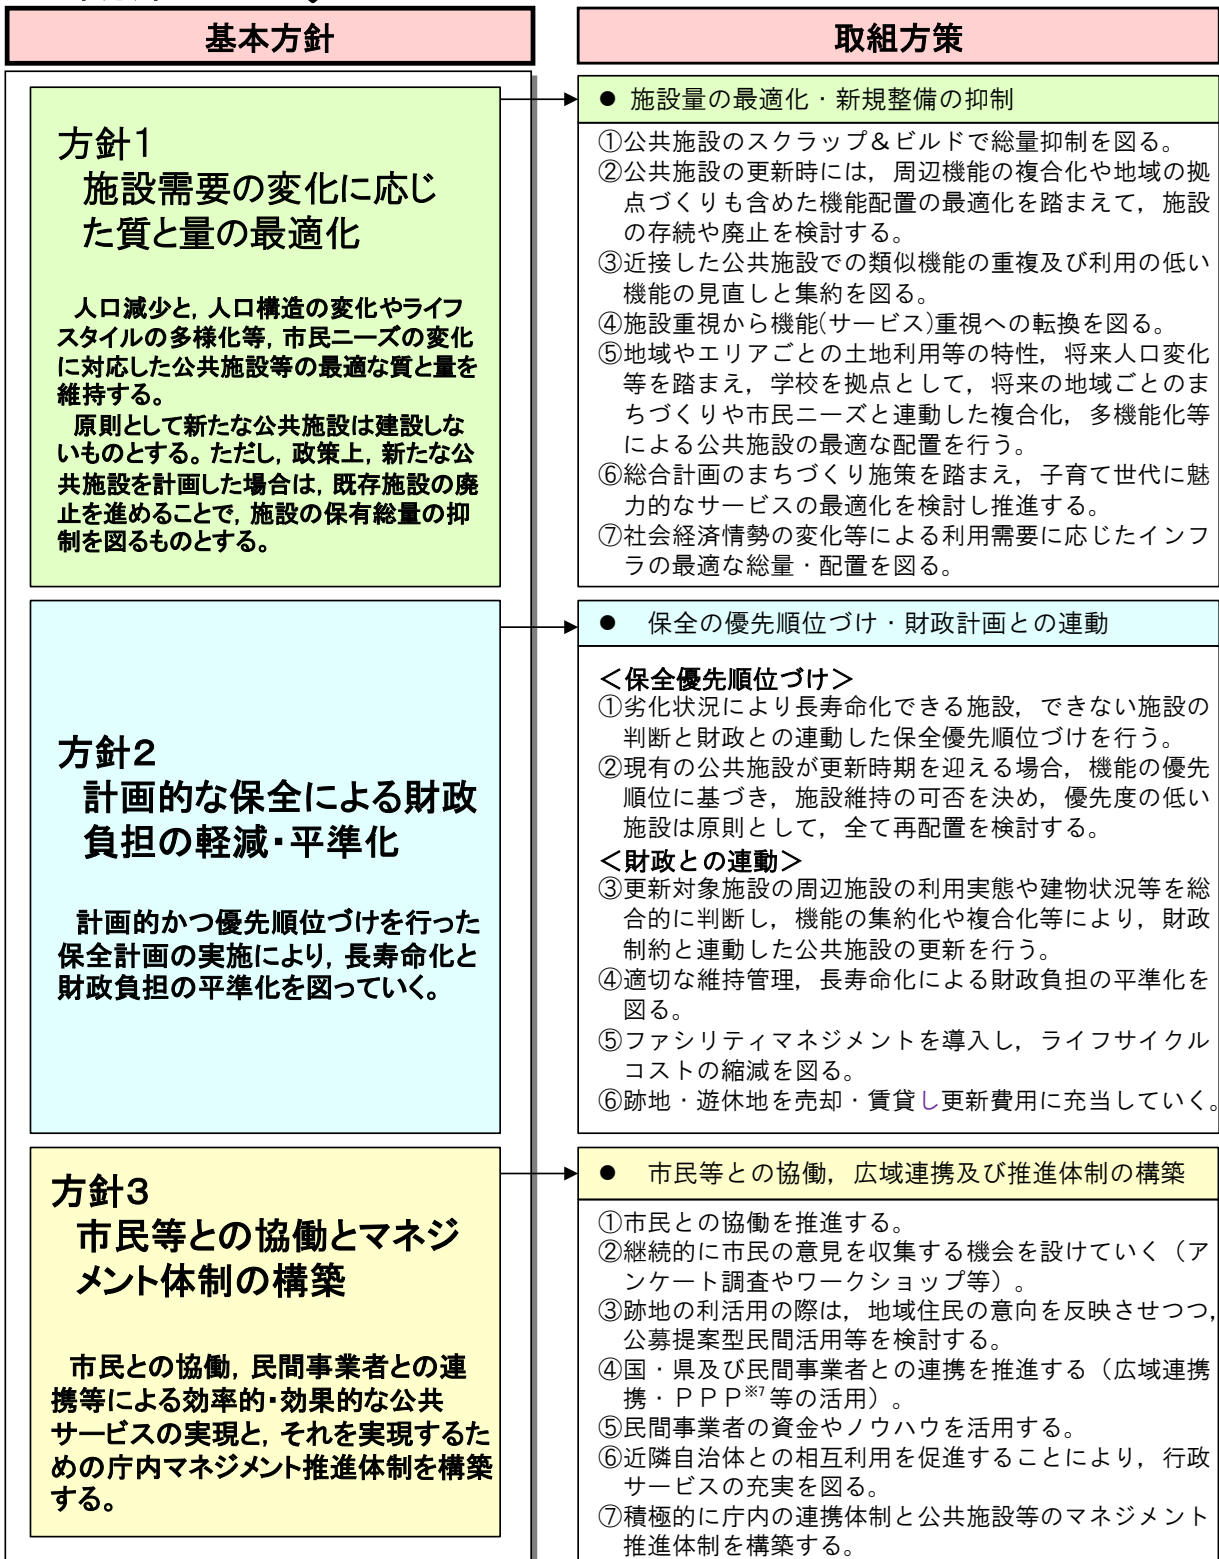 基本方針
取組方策
方針1
施設需要の変化に応じ
た質と量の最適化
人口減少と，人口構造の変化やライフ
スタイルの多様化等，市民ニーズの変化
に対応した公共施設等の最適な質と量を
維持する。
原則として新たな公共施設は建設しな
いものとする。ただし，政策上，新たな公
共施設を計画した場合は，既存施設の廃
止を進めることで，施設の保有総量の抑
制を図るものとする。
● 施設量の最適化・新規整備の抑制
①公共施設のスクラップ＆ビルドで総量抑制を図る。
②公共施設の更新時には，周辺機能の複合化や地域の拠
点づくりも含めた機能配置の最適化を踏まえて，施設
の存続や廃止を検討する。
③近接した公共施設での類似機能の重複及び利用の低い
機能の見直しと集約を図る。
④施設重視から機能(サービス)重視への転換を図る。
⑤地域やエリアごとの土地利用等の特性，将来人口変化
等を踏まえ，学校を拠点として，将来の地域ごとのま
ちづくりや市民ニーズと連動した複合化，多機能化等
による公共施設の最適な配置を行う。
⑥総合計画のまちづくり施策を踏まえ，子育て世代に魅
力的なサービスの最適化を検討し推進する。
⑦社会経済情勢の変化等による利用需要に応じたインフ
ラの最適な総量・配置を図る。
方針2
計画的な保全による財政
負担の軽減・平準化
計画的かつ優先順位づけを行った
保全計画の実施により，長寿命化と
財政負担の平準化を図っていく。
● 保全の優先順位づけ・財政計画との連動
＜保全優先順位づけ＞
①劣化状況により長寿命化できる施設，できない施設の
判断と財政との連動した保全優先順位づけを行う。
②現有の公共施設が更新時期を迎える場合，機能の優先
順位に基づき，施設維持の可否を決め，優先度の低い
施設は原則として，全て再配置を検討する。
＜財政との連動＞
③更新対象施設の周辺施設の利用実態や建物状況等を総
合的に判断し，機能の集約化や複合化等により，財政
制約と連動した公共施設の更新を行う。
④適切な維持管理，長寿命化による財政負担の平準化を
図る。
⑤ファシリティマネジメントを導入し，ライフサイクル
コストの縮減を図る。
⑥跡地・遊休地を売却・賃貸し更新費用に充当していく。
方針3
市民等との協働とマネジ
メント体制の構築
市民との協働，民間事業者との連
携等による効率的・効果的な公共
サービスの実現と，それを実現するた
めの庁内マネジメント推進体制を構築
する。
● 市民等との協働，広域連携及び推進体制の構築
①市民との協働を推進する。
②継続的に市民の意見を収集する機会を設けていく（ア
ンケート調査やワークショップ等）。
③跡地の利活用の際は，地域住民の意向を反映させつつ，
公募提案型民間活用等を検討する。
④国・県及び民間事業者との連携を推進する（広域連携
携・ＰＰＰ※7等の活用）。
⑤民間事業者の資金やノウハウを活用する。
⑥近隣自治体との相互利用を促進することにより，行政
サービスの充実を図る。
⑦積極的に庁内の連携体制と公共施設等のマネジメント
推進体制を構築する。